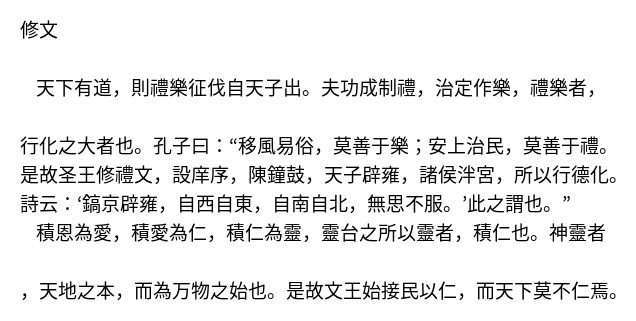 修文
天下有道，則禮樂征伐自天子出。夫功成制禮，治定作樂，禮樂者，
行化之大者也。孔子曰：“移風易俗，莫善于樂；安上治民，莫善于禮。
是故圣王修禮文，設庠序，陳鐘鼓，天子辟雍，諸侯泮宮，所以行德化。
詩云：‘鎬京辟雍，自西自東，自南自北，無思不服。’此之謂也。”
積恩為愛，積愛為仁，積仁為靈，靈台之所以靈者，積仁也。神靈者
，天地之本，而為万物之始也。是故文王始接民以仁，而天下莫不仁焉。